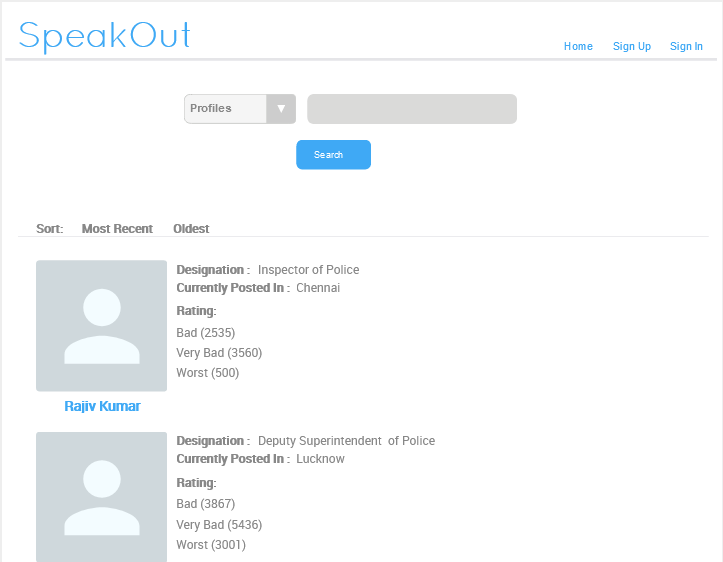 SpeakOut
Home Sign Up Sign In
Profiles ▼
Search
Sort: Most Recent Oldest
Designation : Inspector of Police
Currently Posted In : Chennai
Rating:
Bad (2535)
Very Bad (3560)
Worst (500)
Rajiv Kumar
Designation : Deputy Superintendent of Police
Currently Posted In : Lucknow
Rating:
Bad (3867)
Very Bad (5436)
Worst (3001)